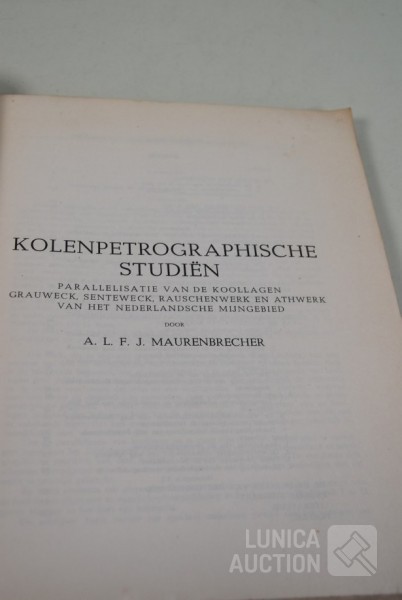 KOLENPETROGRAPHISCHE
STUDIËN
PARALLELISATIE VAN DE KOOLLAGEN
GRAUWECK, SENTEWECK, RAUSCHENWERK EN ATHWERK
VAN HET NEDERLANDSCHE MIJNGEBIED
DOOR
A. L. F. J. MAURENBRECHER
LUNICA
AUCTION